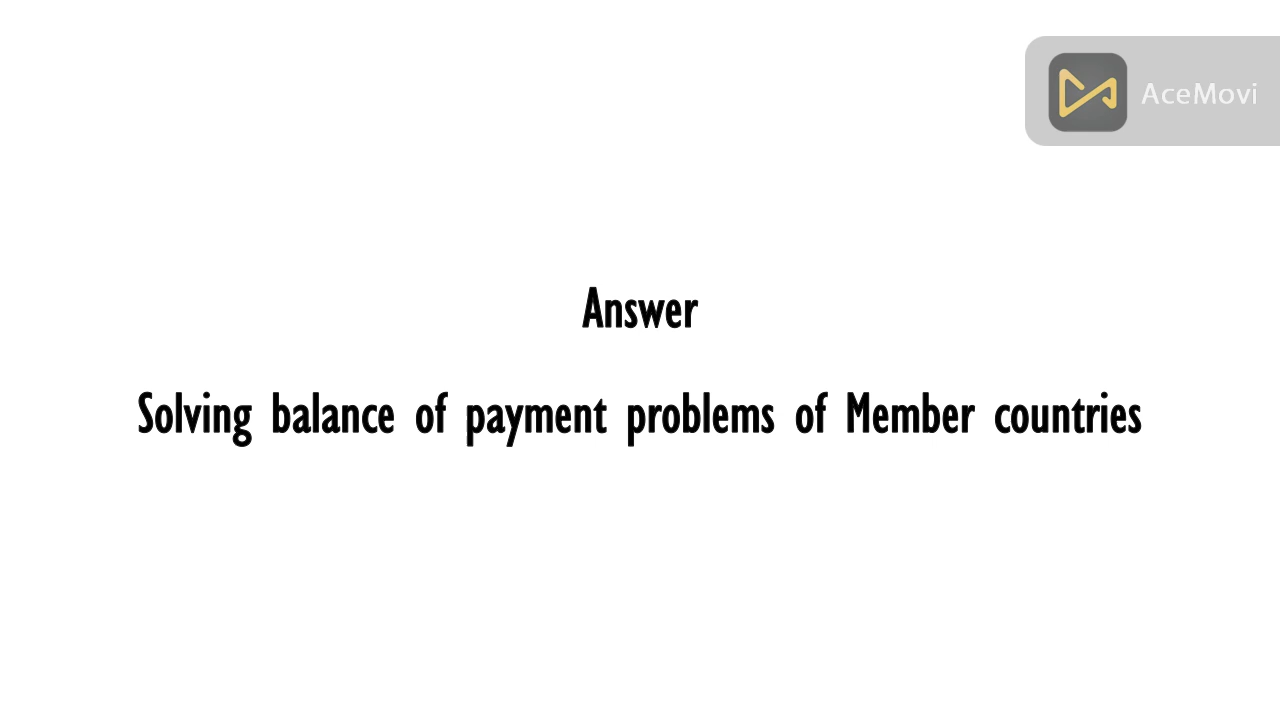 AceMovi
Answer
Solving balance of payment problems of Member countries